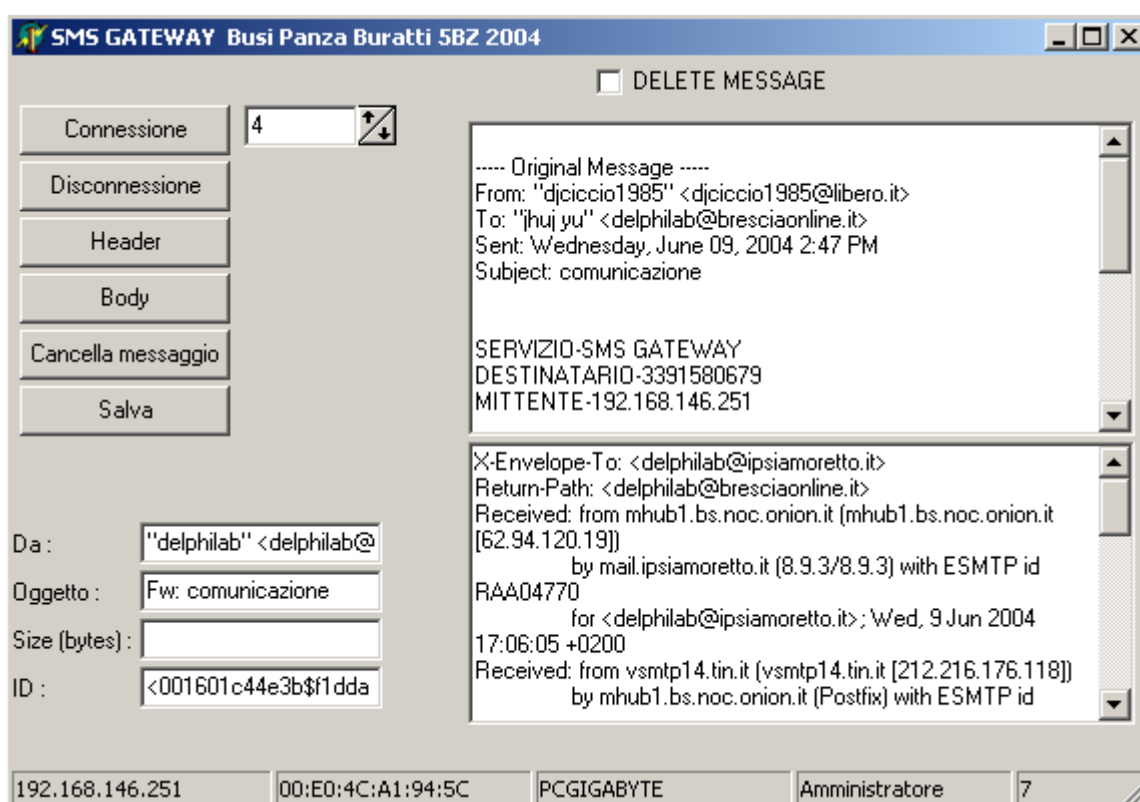 SMS GATEWAY Busi Panza Buratti 5BZ 2004
DELETE MESSAGE
Connessione
4
Disconnessione
Header
Body
Cancella messaggio
Salva
----- Original Message -----
From: "djciccio1985" <djciccio1985@libero.it>
To: "jhuj yu" <delphilab@bresciaonline.it>
Sent: Wednesday, June 09, 2004 2:47 PM
Subject: comunicazione
SERVIZIO-SMS GATEWAY
DESTINATARIO-3391580679
MITTENTE-192.168.146.251
X-Envelope-To: <delphilab@ipsiamoretto.it>
Return-Path: <delphilab@bresciaonline.it>
Received: from mhub1.bs.noc.onion.it (mhub1.bs.noc.onion.it
[62.94.120.19])
by mail.ipsiamoretto.it (8.9.3/8.9.3) with ESMTP id
RAA04770
for <delphilab@ipsiamoretto.it>; Wed, 9 Jun 2004
17:06:05 +0200
Received: from vsmtp14.tin.it (vsmtp14.tin.it [212.216.176.118])
by mhub1.bs.noc.onion.it (Postfix) with ESMTP id
Da : "delphilab" <delphilab@
Oggetto : Fw: comunicazione
Size (bytes) :
ID : <001601c44e3b$f1dda
192.168.146.251 00:E0:4C:A1:94:5C PCGIGABYTE Amministratore 7